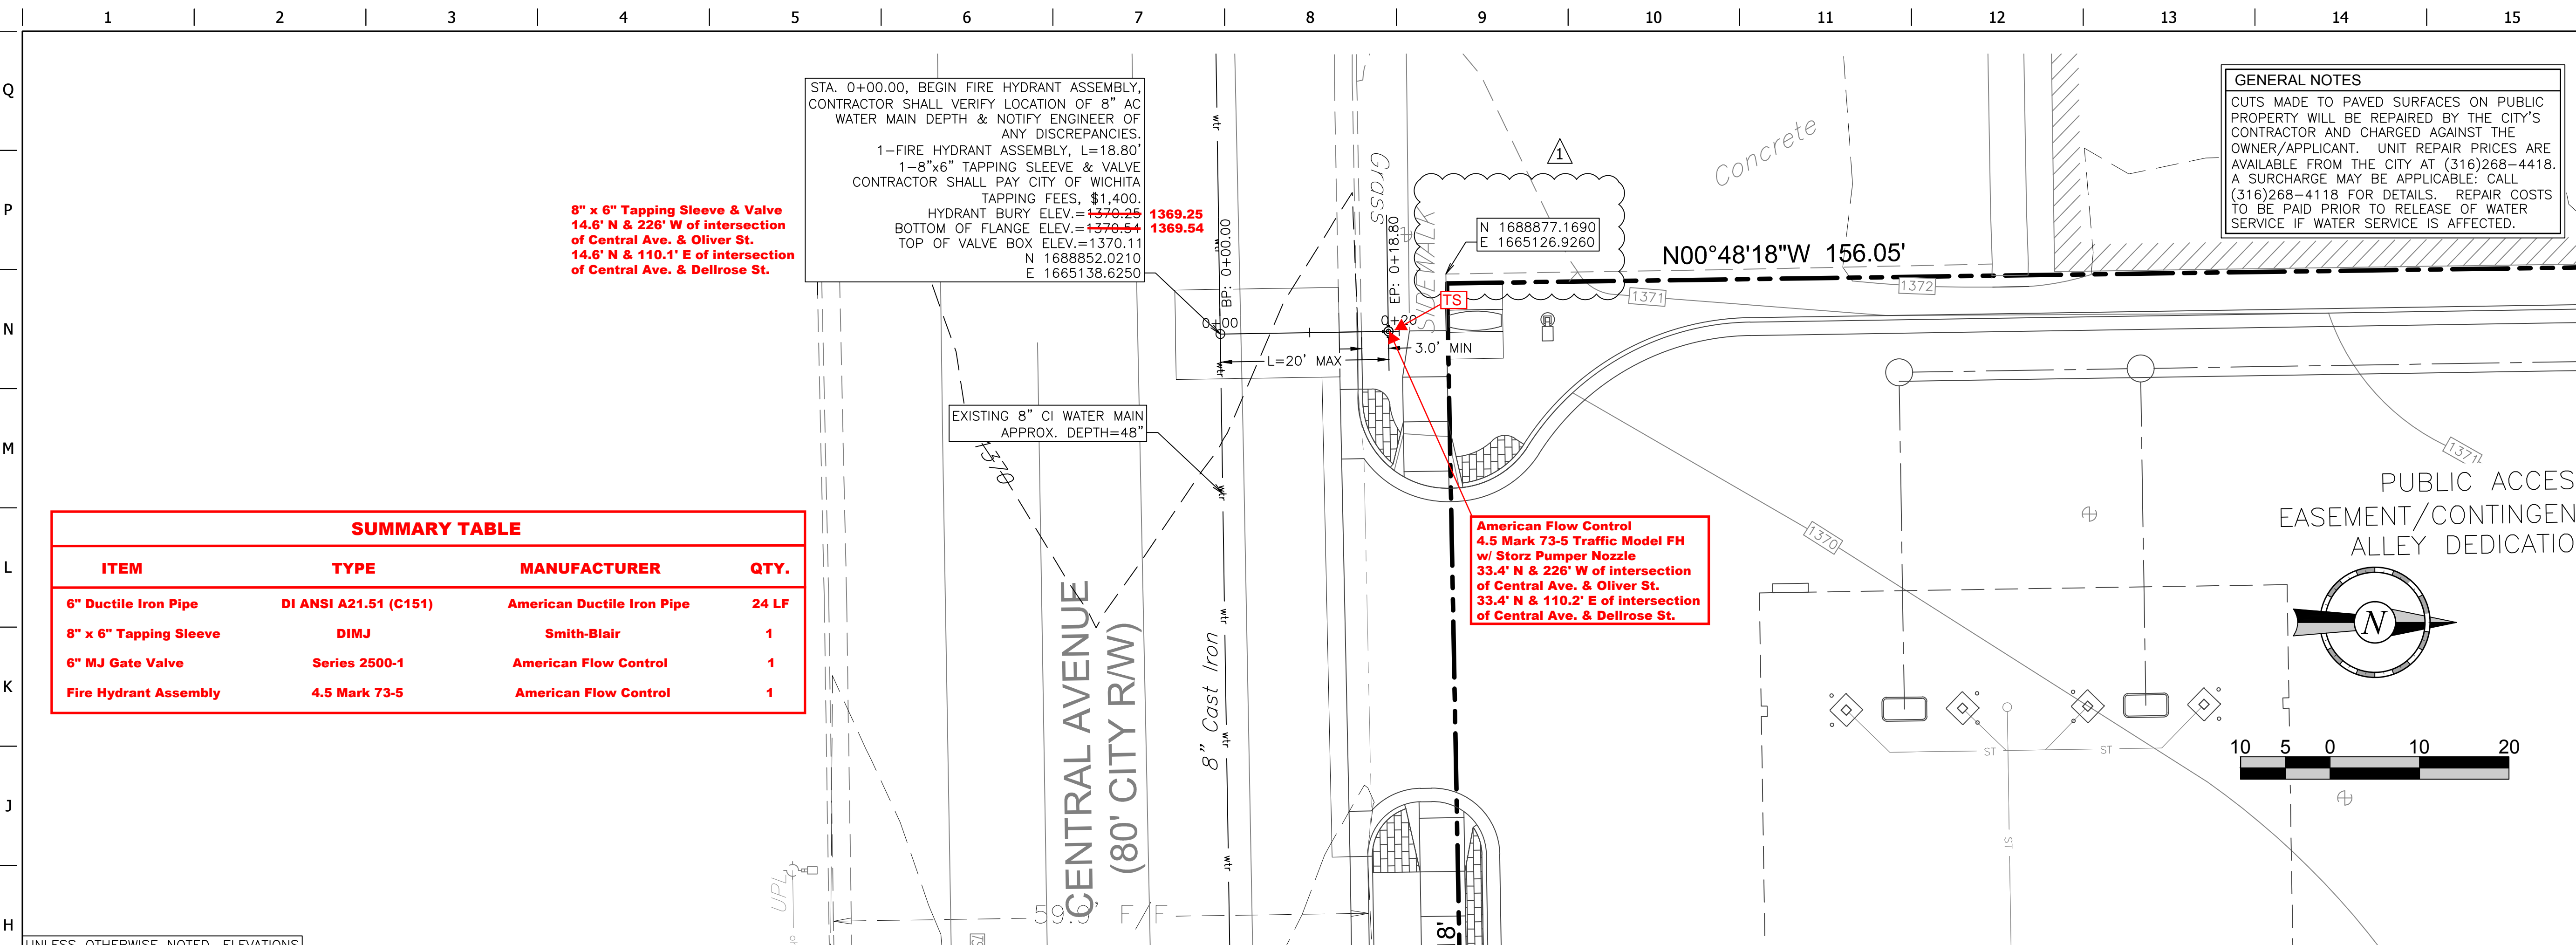 1 2 3 4 5 6 7 8 9 10 11 12 13 14 15
Q
P
N
M
L
K
J
H
STA. 0+00.00, BEGIN FIRE HYDRANT ASSEMBLY,
CONTRACTOR SHALL VERIFY LOCATION OF 8" AC
WATER MAIN DEPTH & NOTIFY ENGINEER OF
ANY DISCREPANCIES.
1-FIRE HYDRANT ASSEMBLY, L=18.80'
1-8"x6" TAPPING SLEEVE & VALVE
CONTRACTOR SHALL PAY CITY OF WICHITA
TAPPING FEES, $1,400.
HYDRANT BURY ELEV.=1370.25 1369.25
BOTTOM OF FLANGE ELEV.=1370.54 1369.54
TOP OF VALVE BOX ELEV.=1370.11
N 1688852.0210
E 1665138.6250
8" x 6" Tapping Sleeve & Valve
14.6' N & 226' W of intersection
of Central Ave. & Oliver St.
14.6' N & 110.1' E of intersection
of Central Ave. & Dellrose St.
GENERAL NOTES
CUTS MADE TO PAVED SURFACES ON PUBLIC
PROPERTY WILL BE REPAIRED BY THE CITY'S
CONTRACTOR AND CHARGED AGAINST THE
OWNER/APPLICANT. UNIT REPAIR PRICES ARE
AVAILABLE FROM THE CITY AT (316)268-4418.
A SURCHARGE MAY BE APPLICABLE: CALL
(316)268-4118 FOR DETAILS. REPAIR COSTS
TO BE PAID PRIOR TO RELEASE OF WATER
SERVICE IF WATER SERVICE IS AFFECTED.
wtr
wtr
BP: 0+00.00
Grass
EP: 0+18.80
SIDEWALK
1
N 1688877.1690
E 1665126.9260
Concrete
N00°48'18"W 156.05'
1371
1372
TS
0+00
0+20
L=20' MAX
3.0' MIN
wtr
EXISTING 8" CI WATER MAIN
APPROX. DEPTH=48"
1370
wtr
1371
PUBLIC ACCES
EASEMENT/CONTINGEN
ALLEY DEDICATIO
1370
American Flow Control
4.5 Mark 73-5 Traffic Model FH
w/ Storz Pumper Nozzle
33.4' N & 226' W of intersection
of Central Ave. & Oliver St.
33.4' N & 110.2' E of intersection
of Central Ave. & Dellrose St.
SUMMARY TABLE
ITEM TYPE MANUFACTURER QTY.
6" Ductile Iron Pipe DI ANSI A21.51 (C151) American Ductile Iron Pipe 24 LF
8" x 6" Tapping Sleeve DIMJ Smith-Blair 1
6" MJ Gate Valve Series 2500-1 American Flow Control 1
Fire Hydrant Assembly 4.5 Mark 73-5 American Flow Control 1
CENTRAL AVENUE
(80' CITY R/W)
wtr
8" Cast Iron
wtr
wtr
N
10 5 0 10 20
ST
ST
ST
UPL
59.9' F/F
18'
UNLESS OTHERWISE NOTED, ELEVATIONS